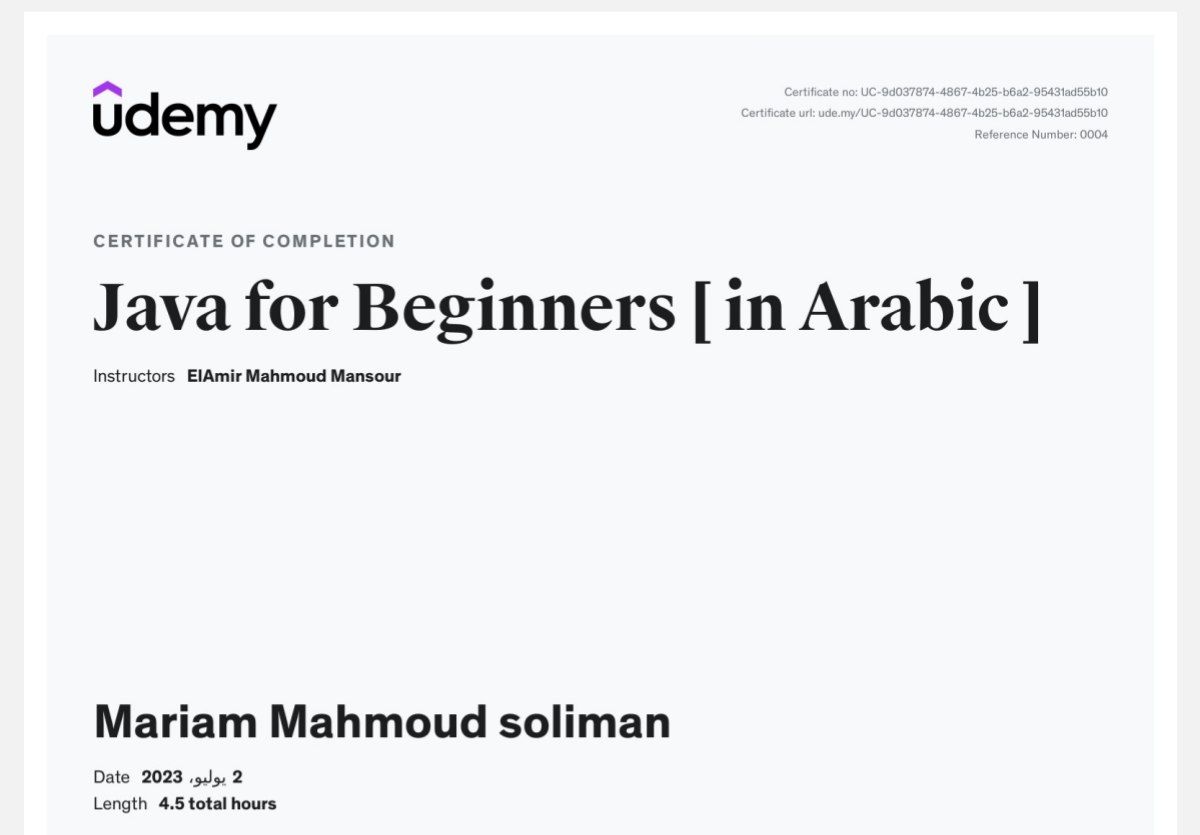 ûdemy
Certificate no: UC-9d037874-4867-4b25-b6a2-95431ad55b10
Certificate url: ude.my/UC-9d037874-4867-4b25-b6a2-95431ad55b10
Reference Number: 0004
CERTIFICATE OF COMPLETION
Java for Beginners [ in Arabic ]
Instructors ElAmir Mahmoud Mansour
Mariam Mahmoud soliman
Date 2 يوليو، 2023
Length 4.5 total hours